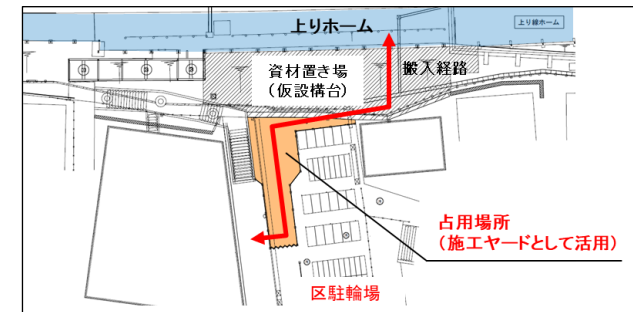 上りホーム
上り線ホーム
資材置き場
（仮設構台）
搬入経路
占用場所
（施工ヤードとして活用）
区駐輪場